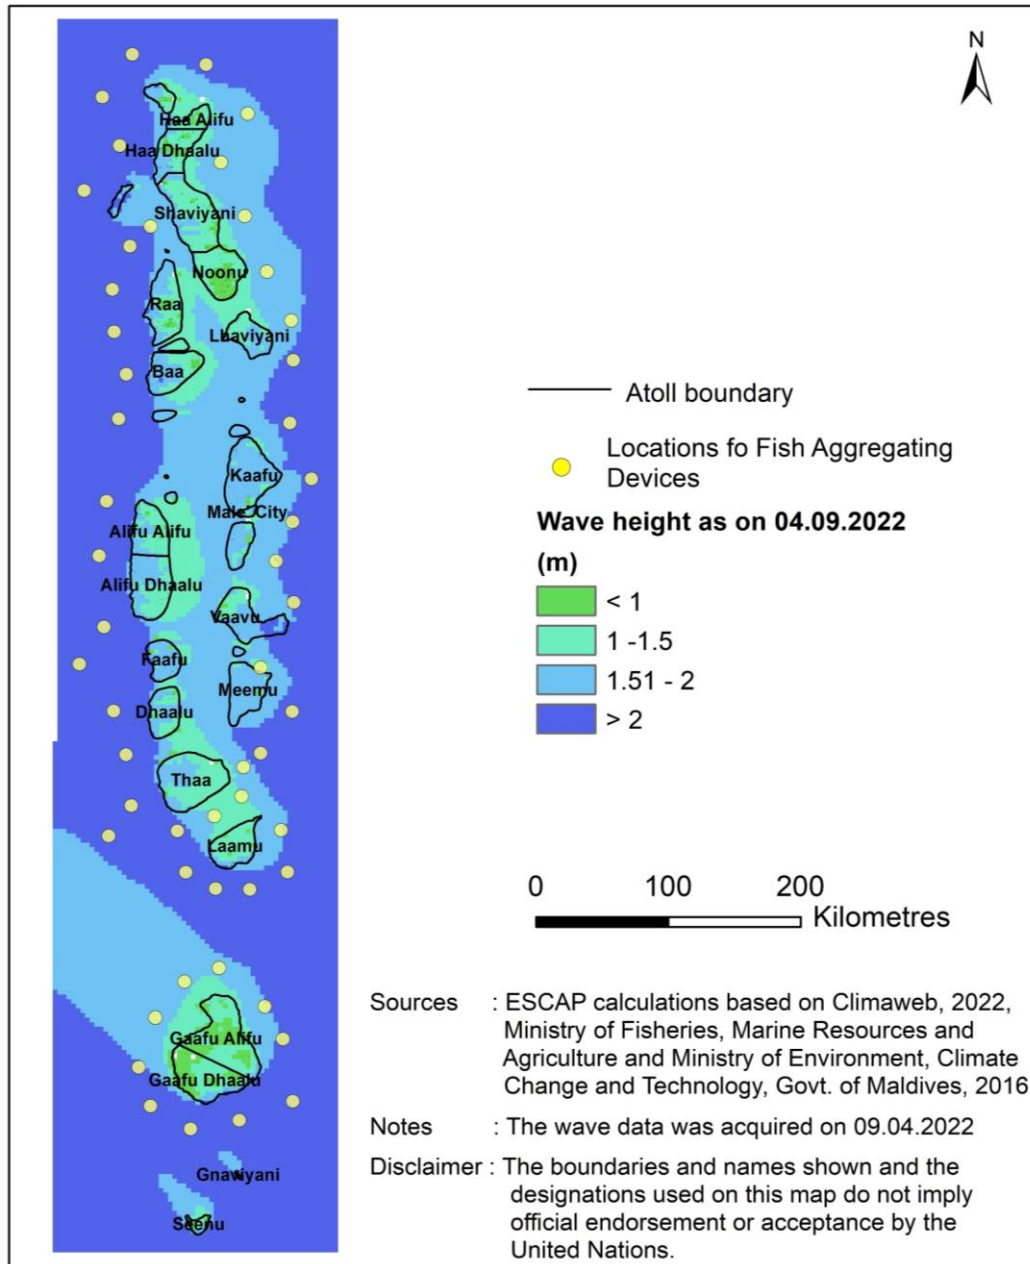 N
Haa Alifu
Haa Dhaalu
Shaviyani
Noonu
Raa
Lhaviyani
Baa
Kaafu
Male' City
Alifu Alifu
Alifu Dhaalu
Vaavu
Faafu
Meemu
Dhaalu
Thaa
Laamu
Gaafu Alifu
Gaafu Dhaalu
Gnaviyani
Seenu
Atoll boundary
Locations fo Fish Aggregating
Devices
Wave height as on 04.09.2022
(m)
< 1
1 -1.5
1.51 - 2
> 2
0 100 200
Kilometres
Sources : ESCAP calculations based on Climaweb, 2022,
Ministry of Fisheries, Marine Resources and
Agriculture and Ministry of Environment, Climate
Change and Technology, Govt. of Maldives, 2016
Notes : The wave data was acquired on 09.04.2022
Disclaimer : The boundaries and names shown and the
designations used on this map do not imply
official endorsement or acceptance by the
United Nations.